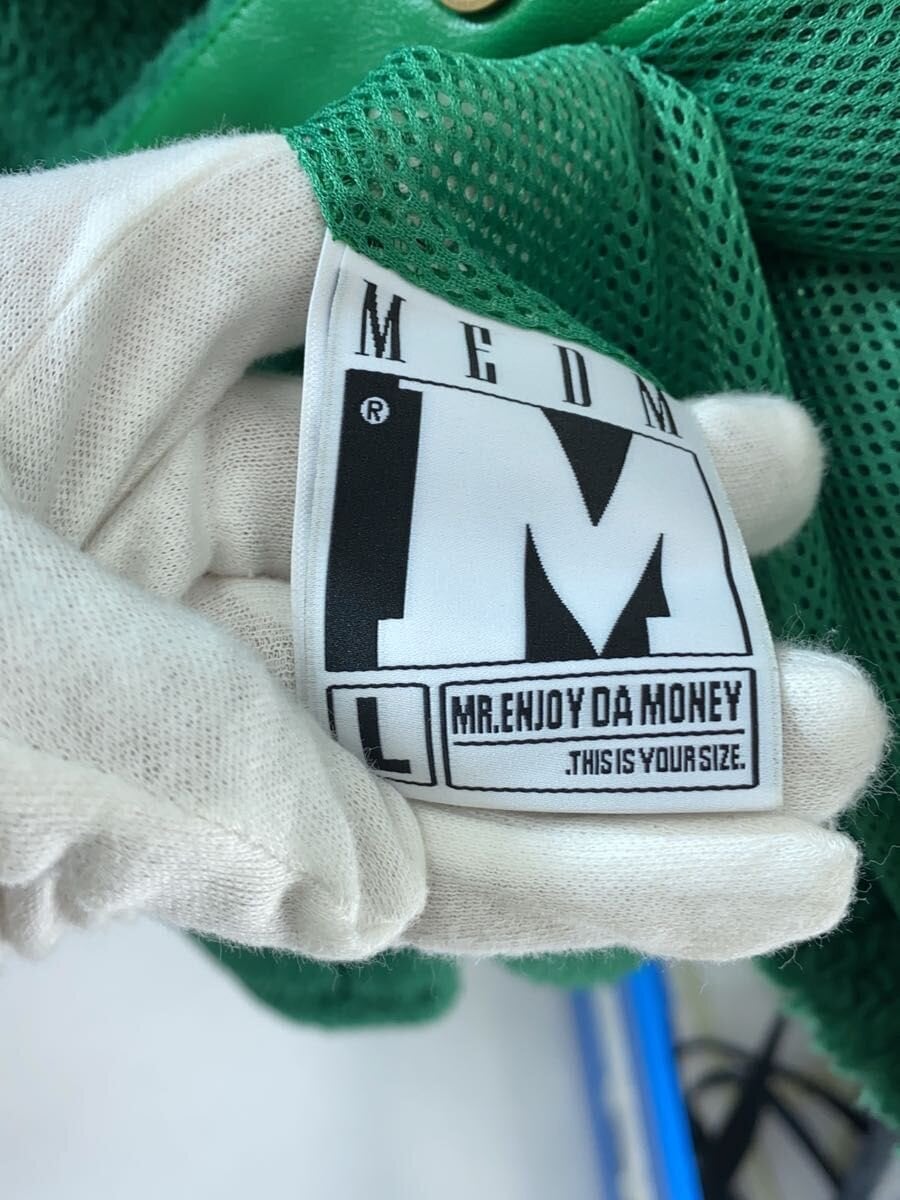 MEDM
®
M
L
MR.ENJOY DA MONEY
.THIS IS YOUR SIZE.